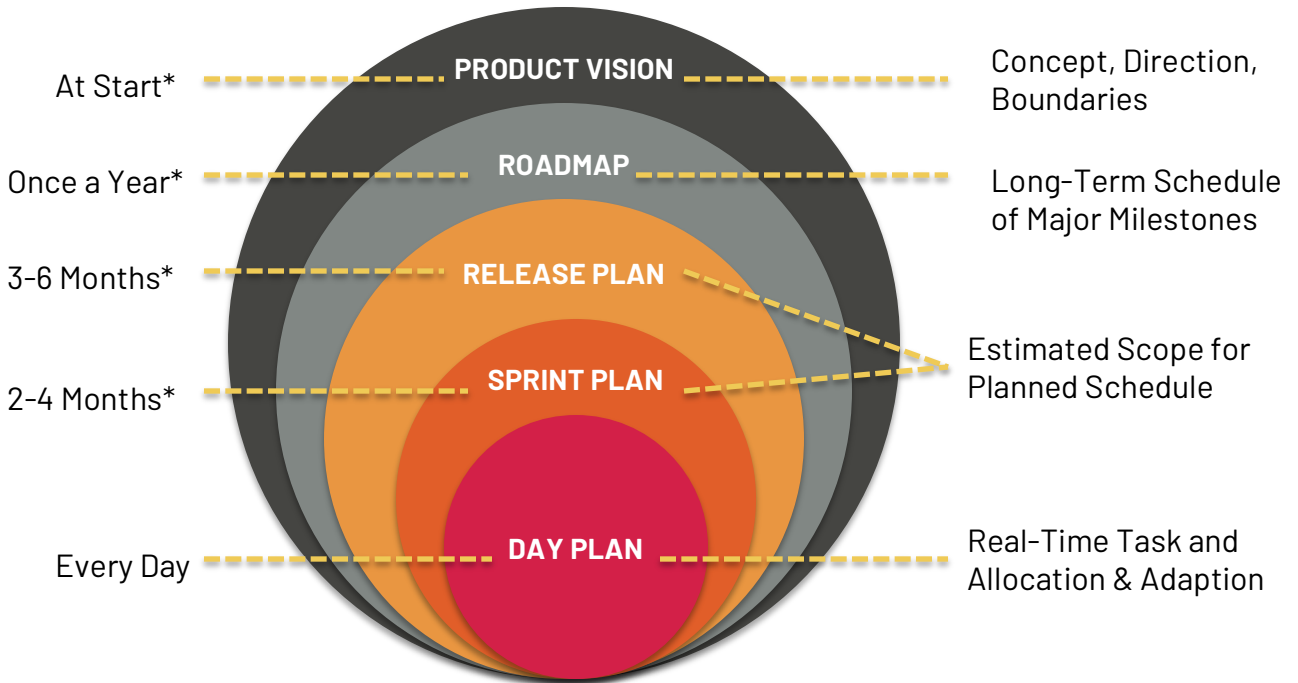 At Start*
PRODUCT VISION
Concept, Direction,
Boundaries
Once a Year*
ROADMAP
Long-Term Schedule
of Major Milestones
3-6 Months*
RELEASE PLAN
Estimated Scope for
Planned Schedule
2-4 Months*
SPRINT PLAN
Every Day
DAY PLAN
Real-Time Task and
Allocation & Adaption